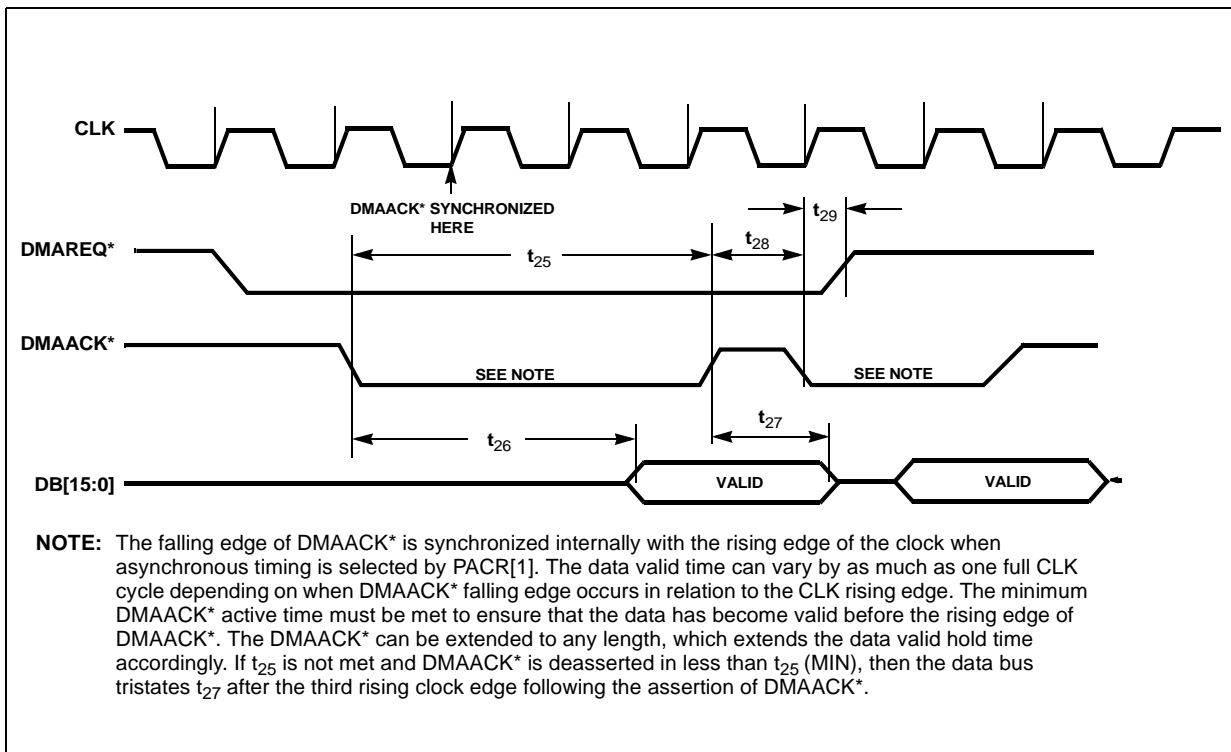 CLK
DMAACK* SYNCHRONIZED
HERE
t29
DMAREQ*
t25
t28
DMAACK*
SEE NOTE
SEE NOTE
t26
t27
DB[15:0]
VALID
VALID
NOTE: The falling edge of DMAACK* is synchronized internally with the rising edge of the clock when
asynchronous timing is selected by PACR[1]. The data valid time can vary by as much as one full CLK
cycle depending on when DMAACK* falling edge occurs in relation to the CLK rising edge. The minimum
DMAACK* active time must be met to ensure that the data has become valid before the rising edge of
DMAACK*. The DMAACK* can be extended to any length, which extends the data valid hold time
accordingly. If t25 is not met and DMAACK* is deasserted in less than t25 (MIN), then the data bus
tristates t27 after the third rising clock edge following the assertion of DMAACK*.